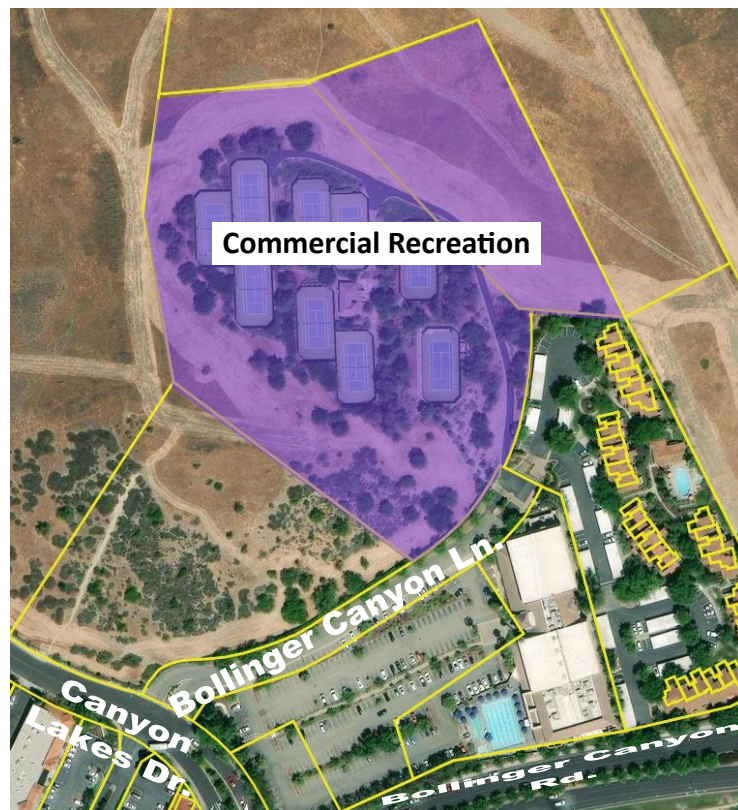 Commercial Recreation
Bollinger Canyon Ln.
Canyon
Lakes Dr.
Bollinger Canyon
Rd.